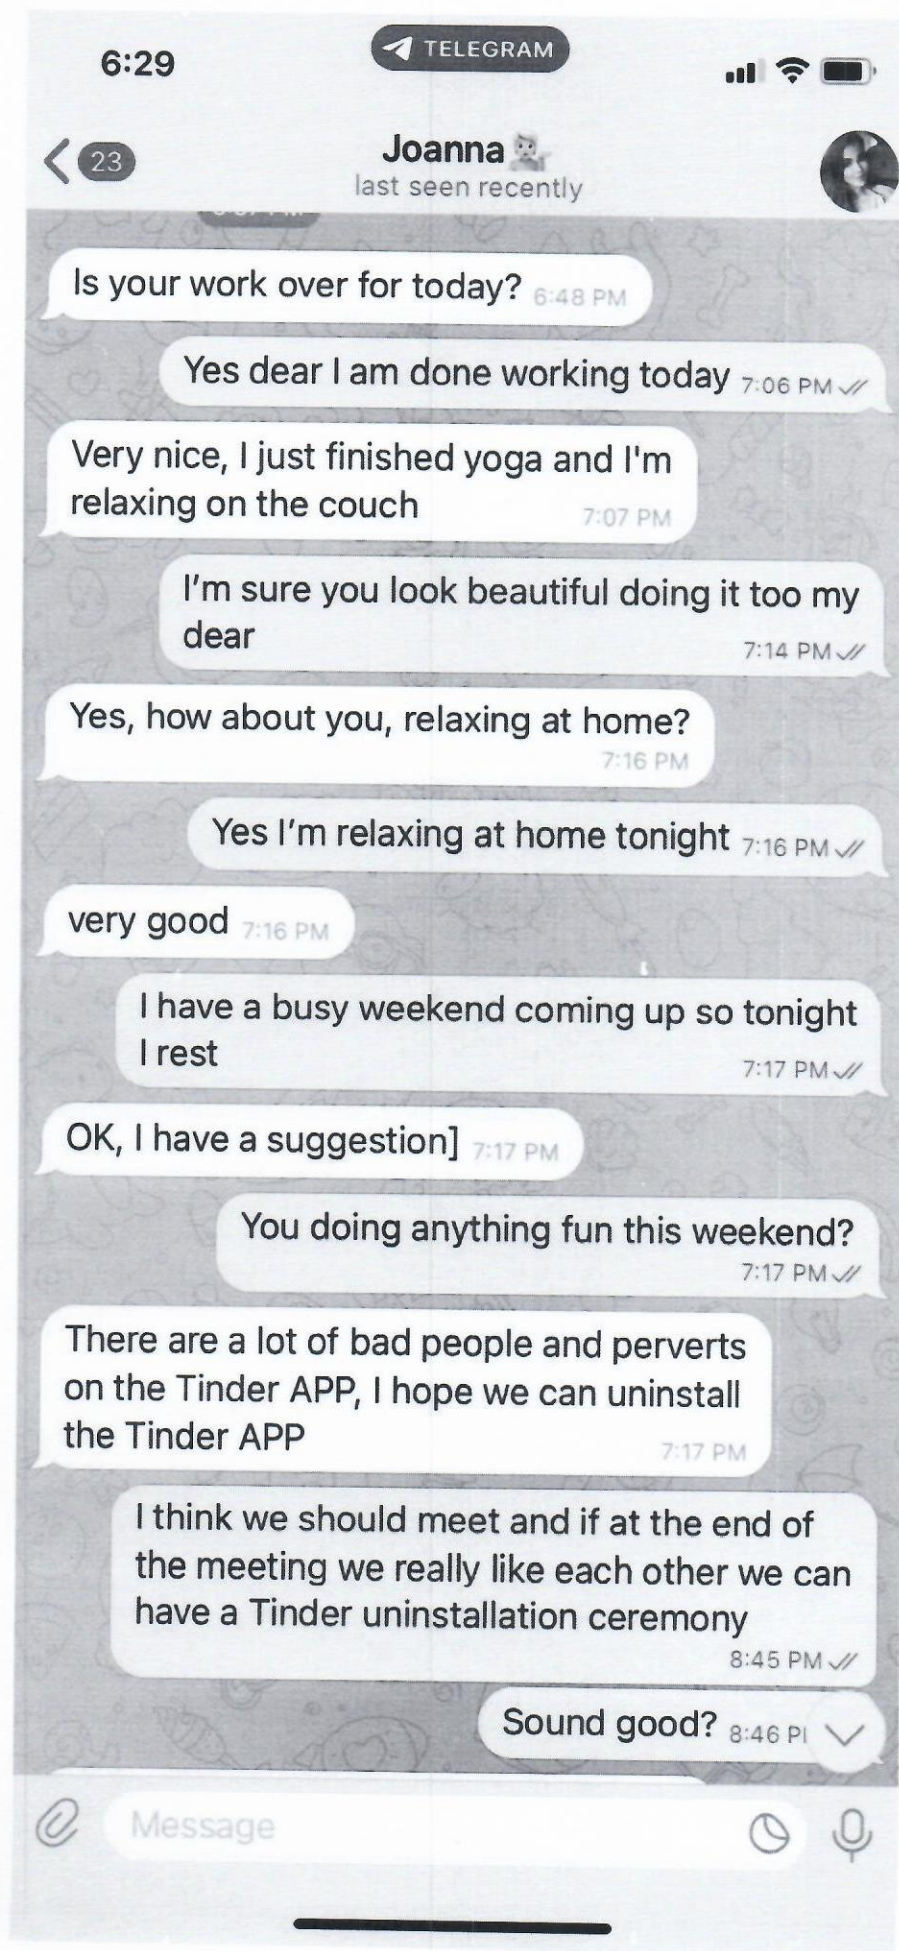 6:29
TELEGRAM
23
Joanna
last seen recently
Is your work over for today? 6:48 PM
Yes dear I am done working today 7:06 PM
Very nice, I just finished yoga and I'm
relaxing on the couch 7:07 PM
I'm sure you look beautiful doing it too my
dear 7:14 PM
Yes, how about you, relaxing at home?
7:16 PM
Yes I'm relaxing at home tonight 7:16 PM
very good 7:16 PM
I have a busy weekend coming up so tonight
I rest 7:17 PM
OK, I have a suggestion] 7:17 PM
You doing anything fun this weekend?
7:17 PM
There are a lot of bad people and perverts
on the Tinder APP, I hope we can uninstall
the Tinder APP 7:17 PM
I think we should meet and if at the end of
the meeting we really like each other we can
have a Tinder uninstallation ceremony
8:45 PM
Sound good? 8:46
Message